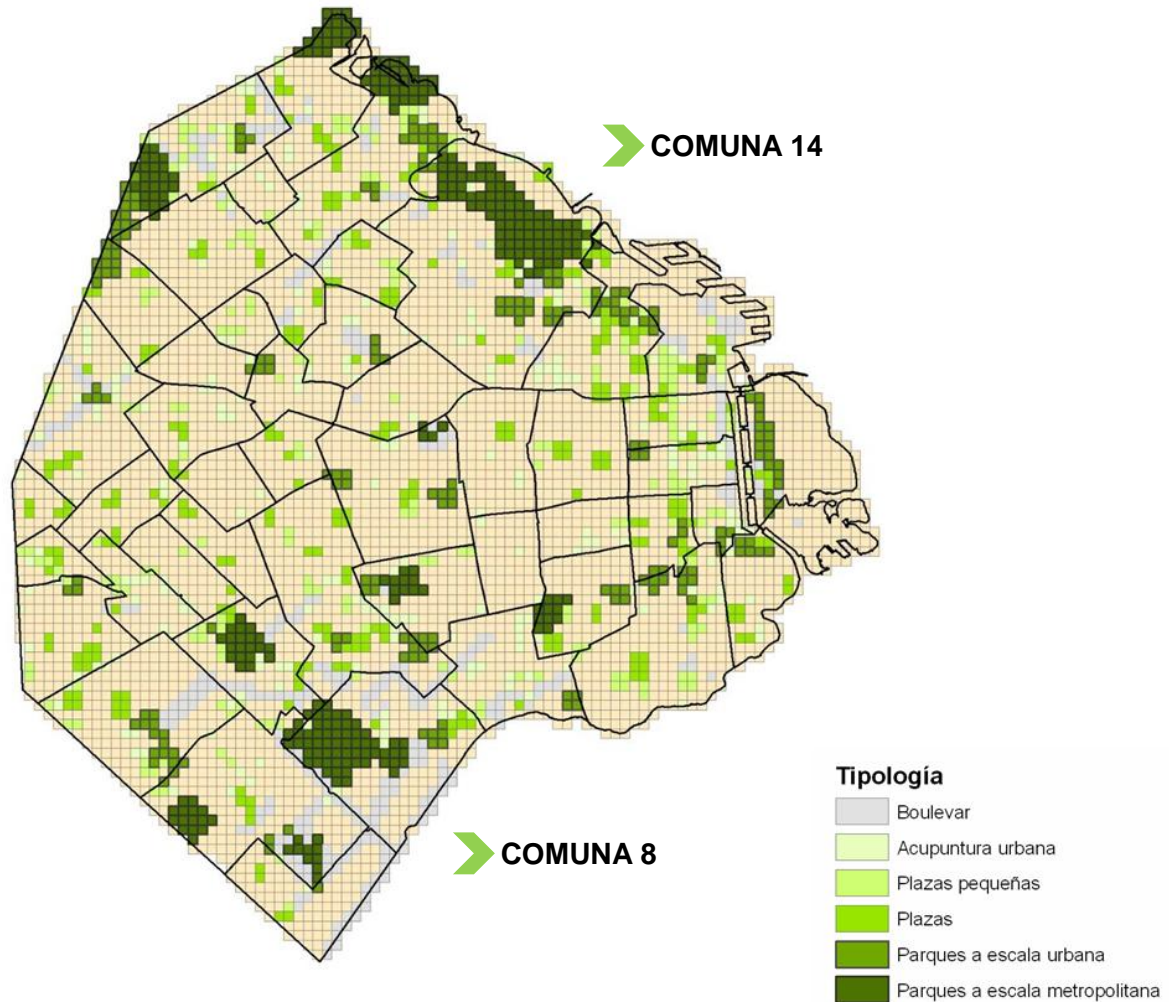 COMUNA 14
COMUNA 8
Tipología
Boulevar
Acupuntura urbana
Plazas pequeñas
Plazas
Parques a escala urbana
Parques a escala metropolitana